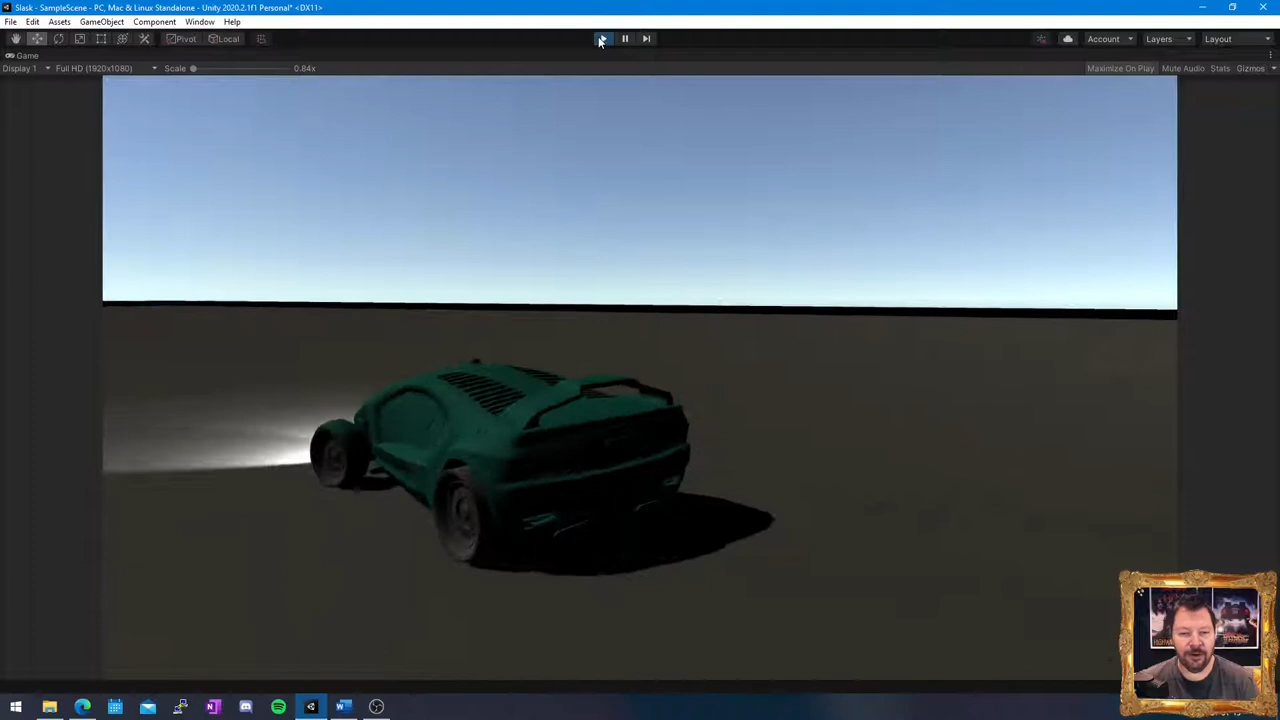 Slask - SampleScene - PC, Mac & Linux Standalone - Unity 2020.2.1f1 Personal* <DX11>
File Edit Assets GameObject Component Window Help
Pivot Local Account Layers Layout
Game
Display 1 Full HD (1920x1080) Scale 0.84x Maximize On Play Mute Audio Stats Gizmos